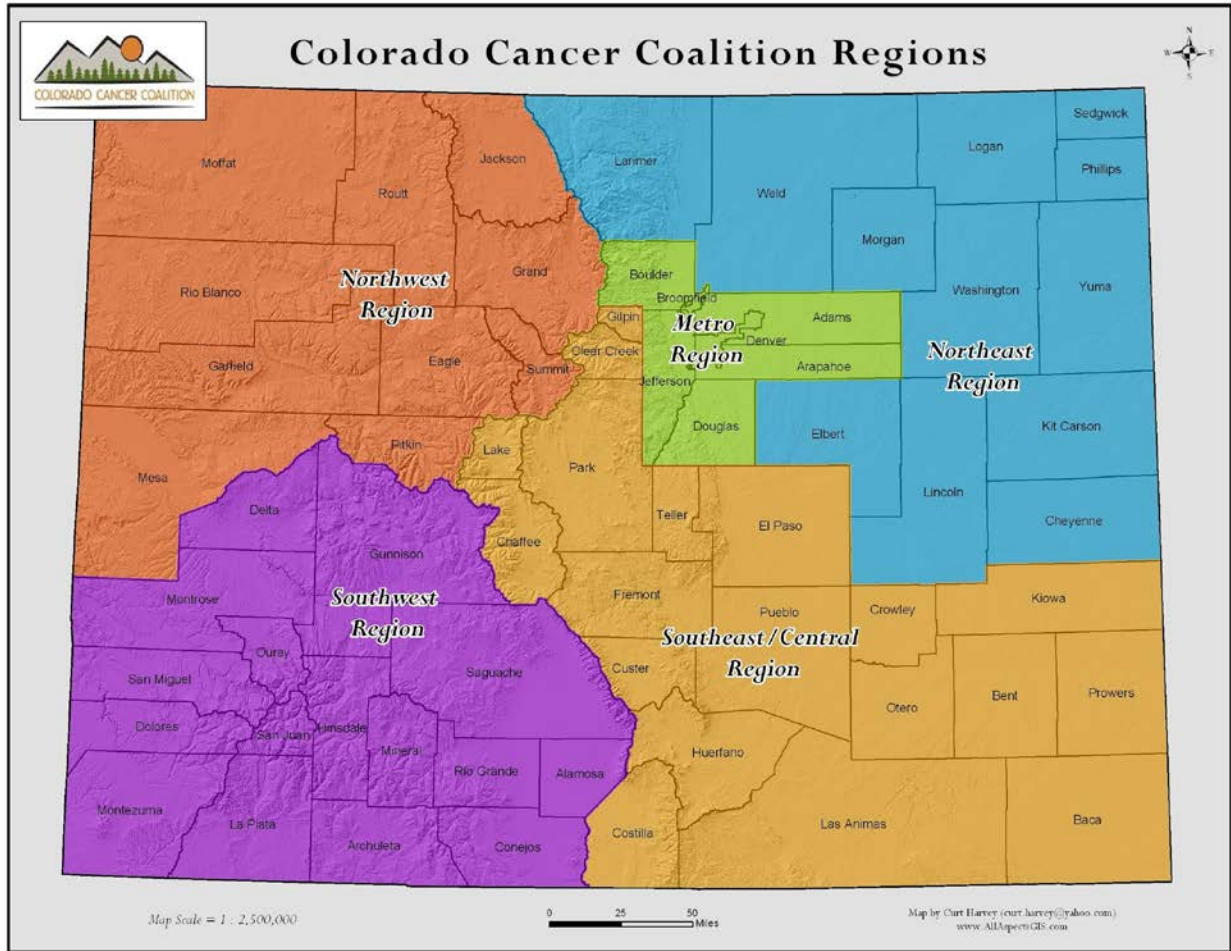 Colorado Cancer Coalition Regions
COLORADO CANCER COALITION
N
W E
S
Moffat
Routt
Jackson
Larimer
Weld
Logan
Sedgwick
Phillips
Morgan
Rio Blanco
Northwest
Region
Grand
Boulder
Broomfield
Washington
Yuma
Gilpin
Metro
Region
Adams
Denver
Clear Creek
Garfield
Eagle
Summit
Jefferson
Arapahoe
Northeast
Region
Mesa
Pitkin
Lake
Park
Douglas
Elbert
Kit Carson
Lincoln
Delta
Gunnison
Chaffee
Teller
El Paso
Cheyenne
Montrose
Southwest
Region
Fremont
Pueblo
Crowley
Kiowa
Southeast / Central
Region
Ouray
San Miguel
Saguache
Custer
Otero
Bent
Prowers
Dolores
San Juan
Hinsdale
Mineral
Rio Grande
Alamosa
Huerfano
Montezuma
La Plata
Archuleta
Conejos
Costilla
Las Animas
Baca
Map Scale = 1 : 2,500,000
0 25 50
Miles
Map by Curt Harvey (curt.harvey@yahoo.com)
www.AllAspectsGIS.com